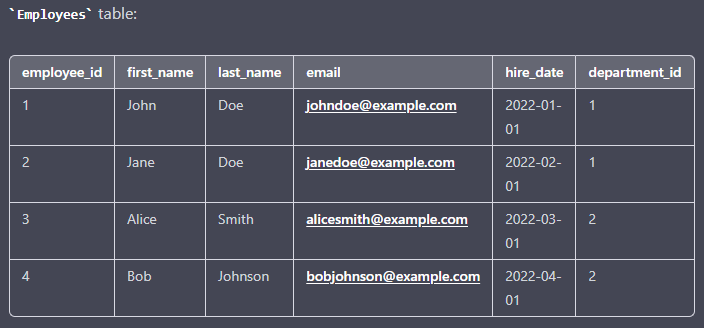 `Employees` table:
employee_id first_name last_name email hire_date department_id
1 John Doe johndoe@example.com 2022-01-01 1
2 Jane Doe janedoe@example.com 2022-02-01 1
3 Alice Smith alicesmith@example.com 2022-03-01 2
4 Bob Johnson bobjohnson@example.com 2022-04-01 2